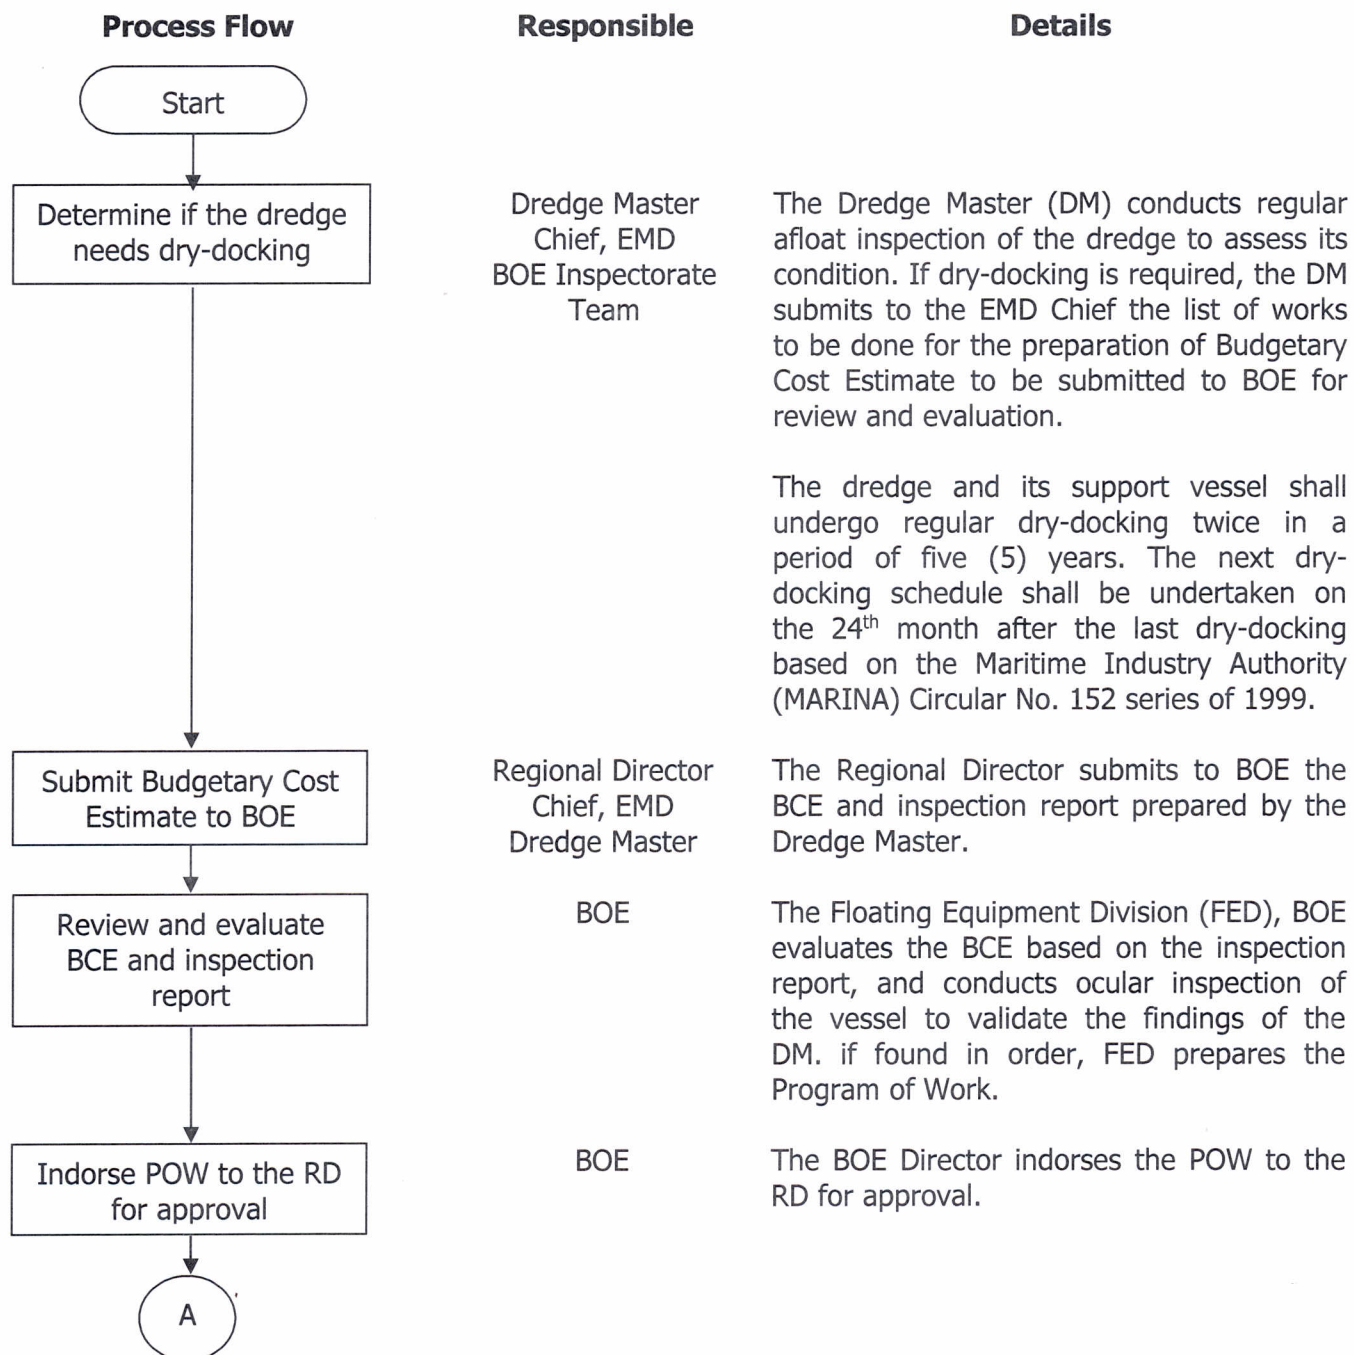 Process Flow
Responsible
Details
Start
Determine if the dredge
needs dry-docking
Dredge Master
Chief, EMD
BOE Inspectorate
Team
The Dredge Master (DM) conducts regular
afloat inspection of the dredge to assess its
condition. If dry-docking is required, the DM
submits to the EMD Chief the list of works
to be done for the preparation of Budgetary
Cost Estimate to be submitted to BOE for
review and evaluation.
The dredge and its support vessel shall
undergo regular dry-docking twice in a
period of five (5) years. The next dry-
docking schedule shall be undertaken on
the 24th month after the last dry-docking
based on the Maritime Industry Authority
(MARINA) Circular No. 152 series of 1999.
Submit Budgetary Cost
Estimate to BOE
Regional Director
Chief, EMD
Dredge Master
The Regional Director submits to BOE the
BCE and inspection report prepared by the
Dredge Master.
Review and evaluate
BCE and inspection
report
BOE
The Floating Equipment Division (FED), BOE
evaluates the BCE based on the inspection
report, and conducts ocular inspection of
the vessel to validate the findings of the
DM. if found in order, FED prepares the
Program of Work.
Indorse POW to the RD
for approval
BOE
The BOE Director indorses the POW to the
RD for approval.
A